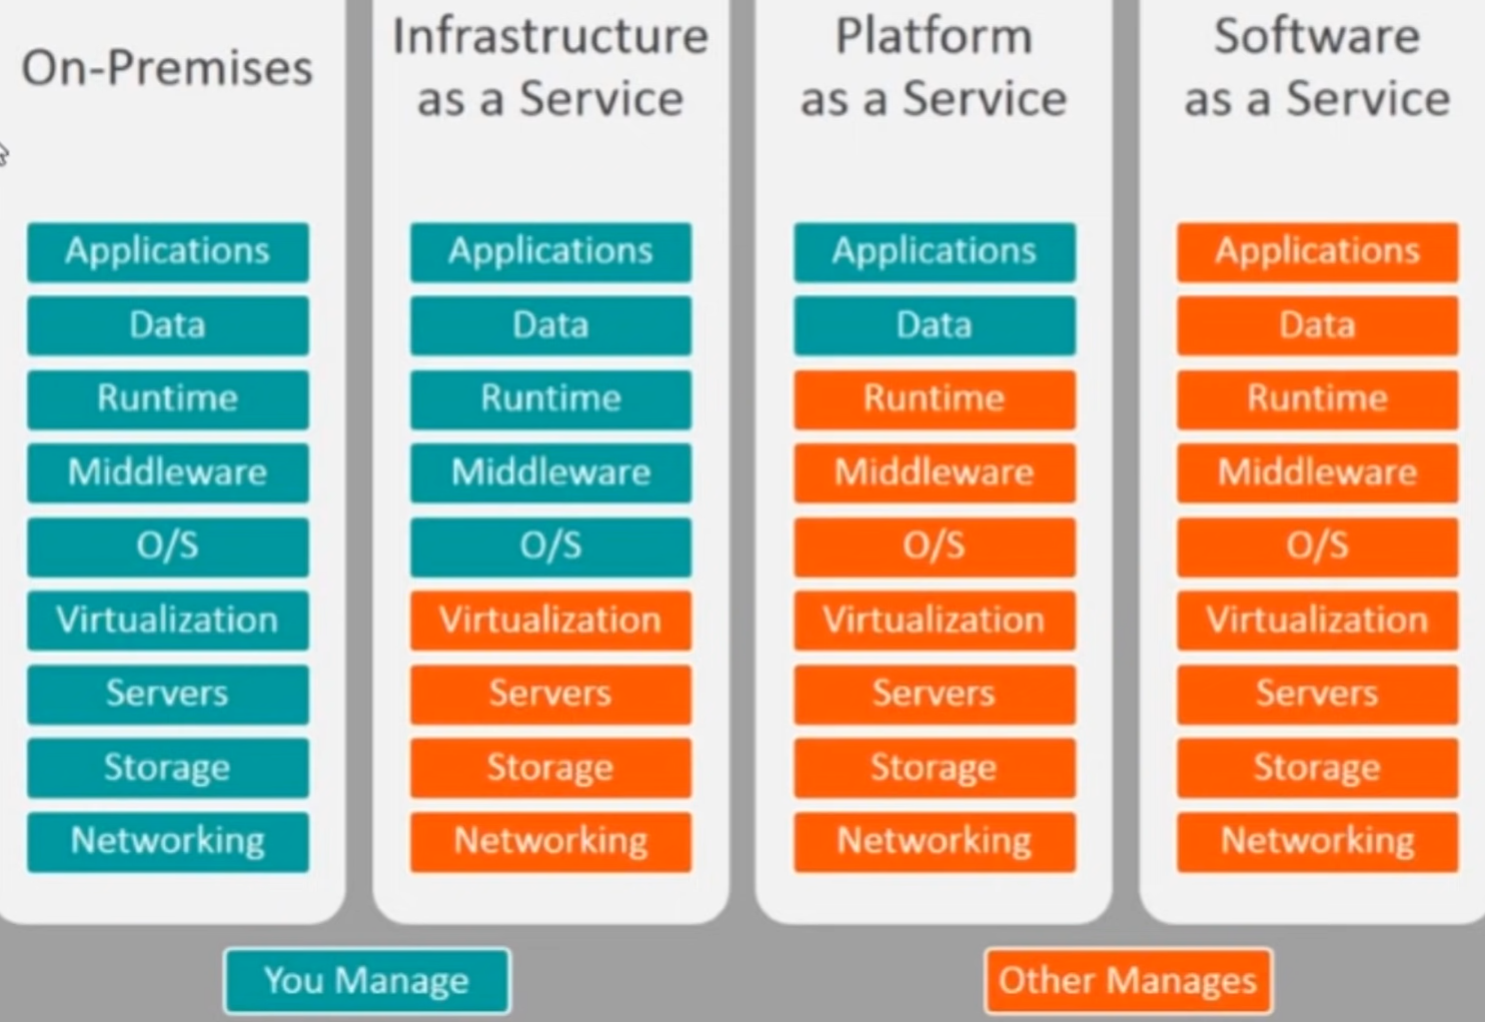 On-Premises
Applications
Data
Runtime
Middleware
O/S
Virtualization
Servers
Storage
Networking
Infrastructure
as a Service
Applications
Data
Runtime
Middleware
O/S
Virtualization
Servers
Storage
Networking
Platform
as a Service
Applications
Data
Runtime
Middleware
O/S
Virtualization
Servers
Storage
Networking
Software
as a Service
Applications
Data
Runtime
Middleware
O/S
Virtualization
Servers
Storage
Networking
You Manage
Other Manages